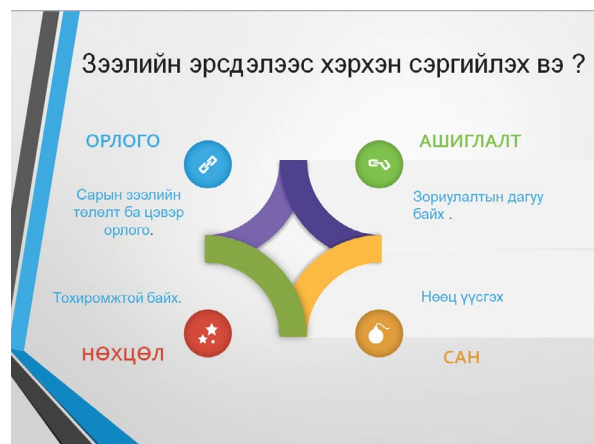 Зээлийн эрсдэлээс хэрхэн сэргийлэх вэ ?
ОРЛОГО
Сарын зээлийн
төлөлт ба цэвэр
орлого.
АШИГЛАЛТ
Зориулалтын дагуу
байх .
Тохиромжтой байх.
НӨХЦӨЛ
Нөөц үүсгэх
САН